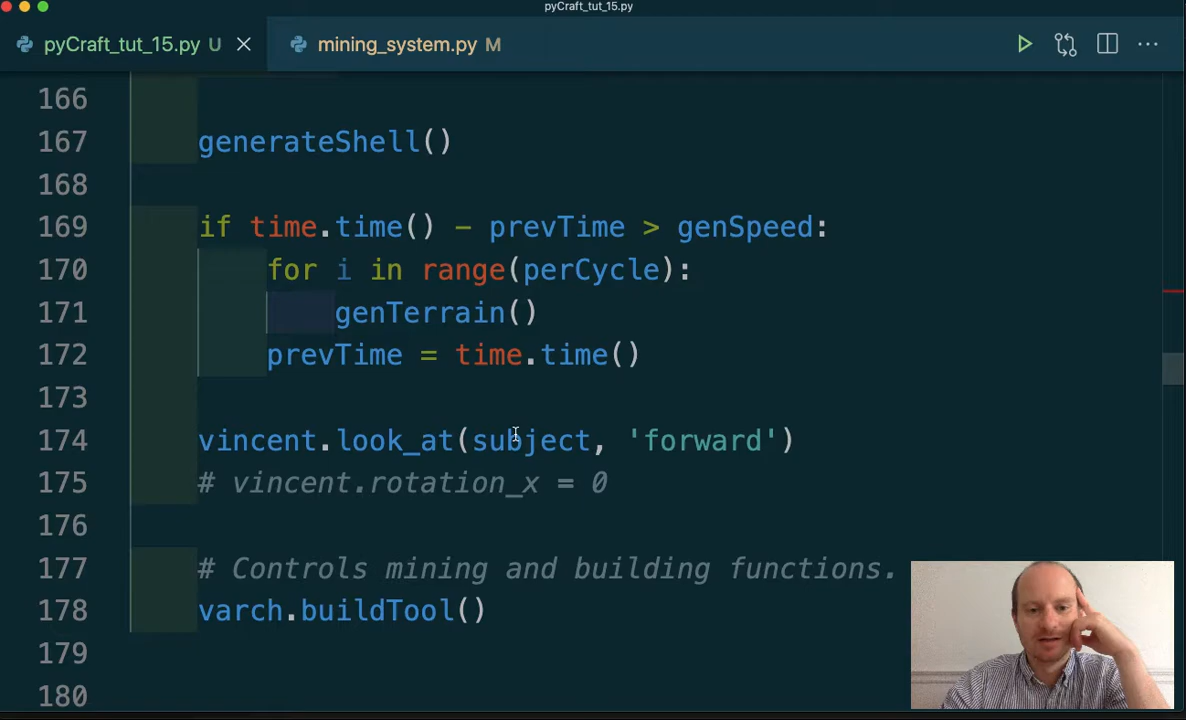 pyCraft_tut_15.py
pyCraft_tut_15.py U
mining_system.py M
166
167 generateShell()
168
169 if time.time() - prevTime > genSpeed:
170 for i in range(perCycle):
171 genTerrain()
172 prevTime = time.time()
173
174 vincent.look_at(subject, 'forward')
175 # vincent.rotation_x = 0
176
177 # Controls mining and building functions.
178 varch.buildTool()
179
180